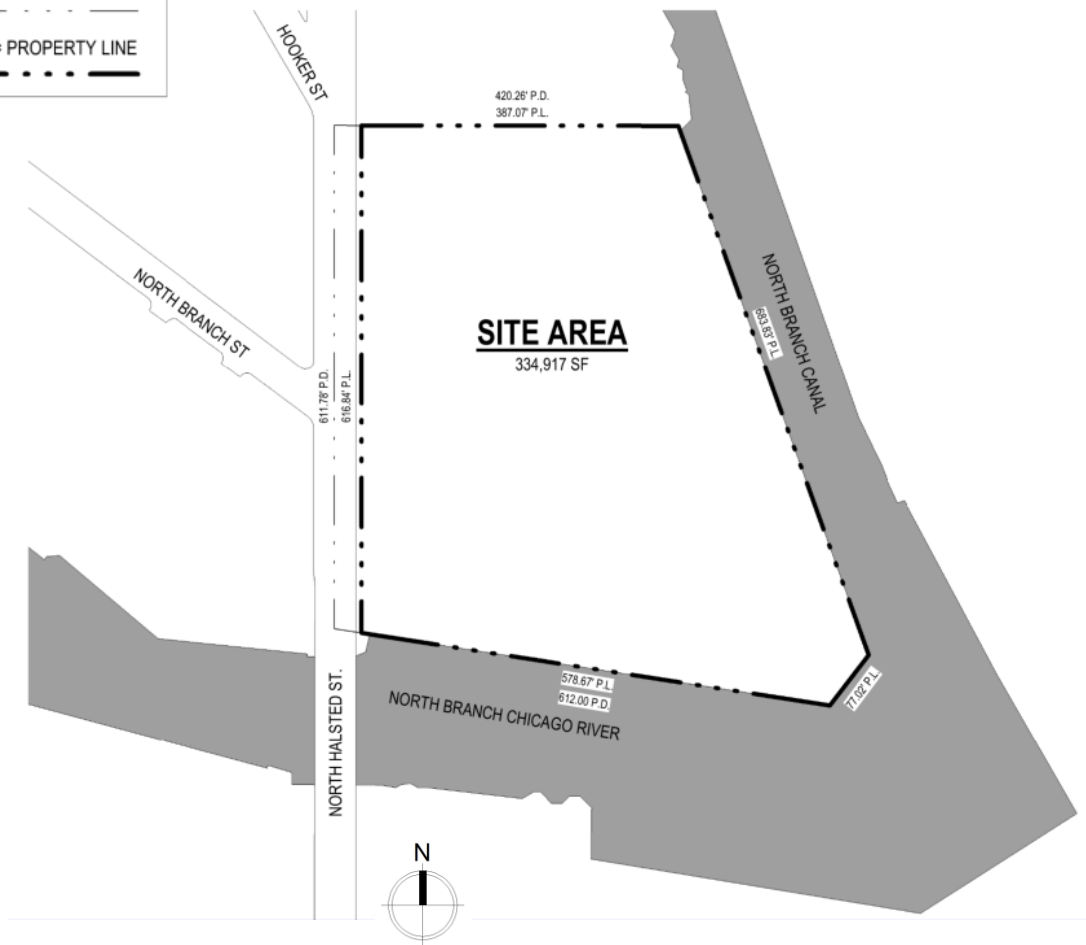 = PROPERTY LINE
HOOKER ST
420.26' P.D.
387.07' P.L.
NORTH BRANCH ST
SITE AREA
334,917 SF
NORTH BRANCH CANAL
683.83' P.L.
611.78' P.D.
616.84' P.L.
578.67' P.L.
612.00' P.D.
77.02' P.L.
NORTH BRANCH CHICAGO RIVER
NORTH HALSTED ST.
N